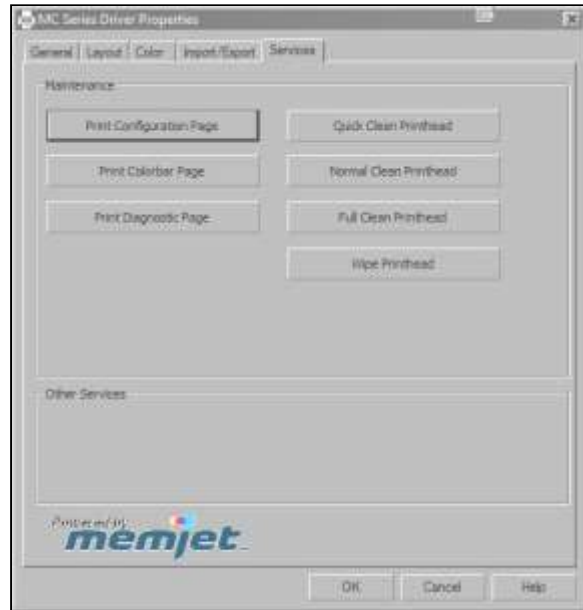 MC Series Driver Properties
General Layout Color Import/Export Services
Maintenance
Print Configuration Page Quick Clean Printhead
Print Colorbar Page Normal Clean Printhead
Print Diagnostic Page Full Clean Printhead
Wipe Printhead
Other Services
Powered by
memjet
OK Cancel Help